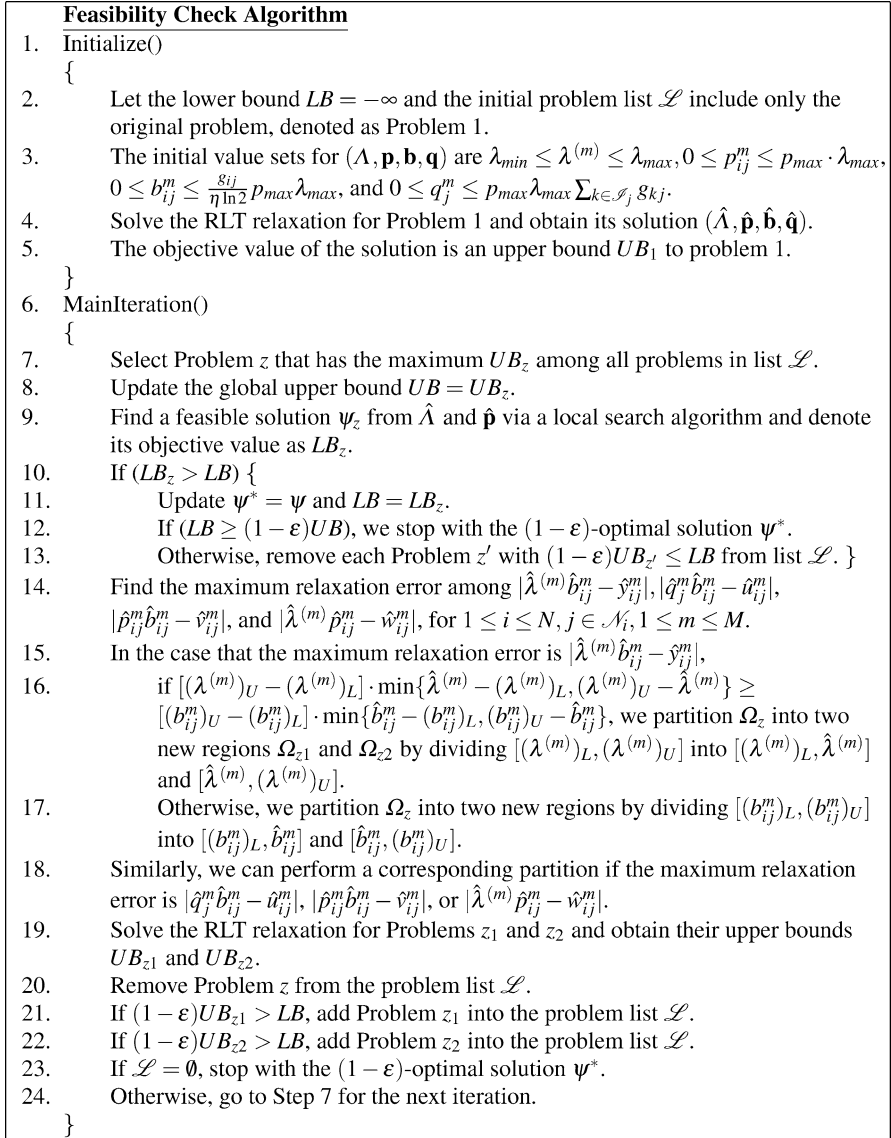 Feasibility Check Algorithm
1. Initialize()
{
2. Let the lower bound LB = −∞ and the initial problem list ℒ include only the
original problem, denoted as Problem 1.
3. The initial value sets for (Λ, p, b, q) are λ_min ≤ λ^(m) ≤ λ_max, 0 ≤ p_ij^m ≤ p_max · λ_max,
0 ≤ b_ij^m ≤ g_ij/(η ln 2) p_max λ_max, and 0 ≤ q_j^m ≤ p_max λ_max ∑_{k∈ℐ_j} g_kj.
4. Solve the RLT relaxation for Problem 1 and obtain its solution (Λ̂, p̂, b̂, q̂).
5. The objective value of the solution is an upper bound UB_1 to problem 1.
}
6. MainIteration()
{
7. Select Problem z that has the maximum UB_z among all problems in list ℒ.
8. Update the global upper bound UB = UB_z.
9. Find a feasible solution ψ_z from Λ̂ and p̂ via a local search algorithm and denote
its objective value as LB_z.
10. If (LB_z > LB) {
11. Update ψ* = ψ and LB = LB_z.
12. If (LB ≥ (1 − ε)UB), we stop with the (1 − ε)-optimal solution ψ*.
13. Otherwise, remove each Problem z′ with (1 − ε)UB_z′ ≤ LB from list ℒ. }
14. Find the maximum relaxation error among |λ̂^(m) b̂_ij^m − ŷ_ij^m|, |q̂_j^m b̂_ij^m − û_ij^m|,
|p̂_ij^m b̂_ij^m − v̂_ij^m|, and |λ̂^(m) p̂_ij^m − ŵ_ij^m|, for 1 ≤ i ≤ N, j ∈ 𝒩_i, 1 ≤ m ≤ M.
15. In the case that the maximum relaxation error is |λ̂^(m) b̂_ij^m − ŷ_ij^m|,
16. if [(λ^(m))_U − (λ^(m))_L] · min{λ̂^(m) − (λ^(m))_L, (λ^(m))_U − λ̂^(m)} ≥
[(b_ij^m)_U − (b_ij^m)_L] · min{b̂_ij^m − (b_ij^m)_L, (b_ij^m)_U − b̂_ij^m}, we partition Ω_z into two
new regions Ω_z1 and Ω_z2 by dividing [(λ^(m))_L, (λ^(m))_U] into [(λ^(m))_L, λ̂^(m)]
and [λ̂^(m), (λ^(m))_U].
17. Otherwise, we partition Ω_z into two new regions by dividing [(b_ij^m)_L, (b_ij^m)_U]
into [(b_ij^m)_L, b̂_ij^m] and [b̂_ij^m, (b_ij^m)_U].
18. Similarly, we can perform a corresponding partition if the maximum relaxation
error is |q̂_j^m b̂_ij^m − û_ij^m|, |p̂_ij^m b̂_ij^m − v̂_ij^m|, or |λ̂^(m) p̂_ij^m − ŵ_ij^m|.
19. Solve the RLT relaxation for Problems z_1 and z_2 and obtain their upper bounds
UB_z1 and UB_z2.
20. Remove Problem z from the problem list ℒ.
21. If (1 − ε)UB_z1 > LB, add Problem z_1 into the problem list ℒ.
22. If (1 − ε)UB_z2 > LB, add Problem z_2 into the problem list ℒ.
23. If ℒ = ∅, stop with the (1 − ε)-optimal solution ψ*.
24. Otherwise, go to Step 7 for the next iteration.
}